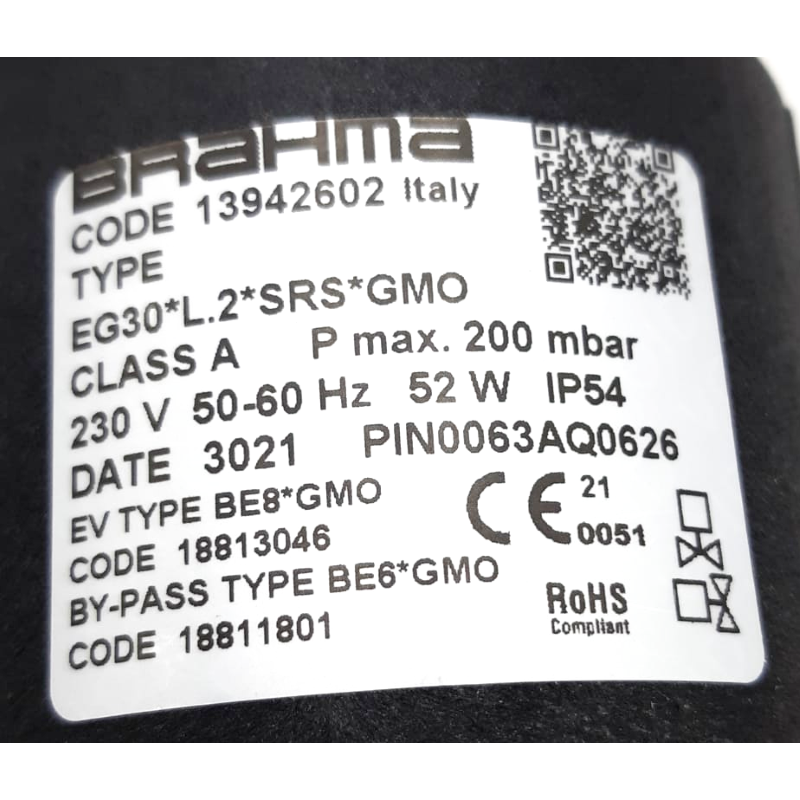 BRAHMA
CODE 13942602 Italy
TYPE
EG30*L.2*SRS*GMO
CLASS A P max. 200 mbar
230 V 50-60 Hz 52 W IP54
DATE 3021 PIN0063AQ0626
EV TYPE BE8*GMO
CODE 18813046
BY-PASS TYPE BE6*GMO
CODE 18811801
CE 21
0051
RoHS
Compliant